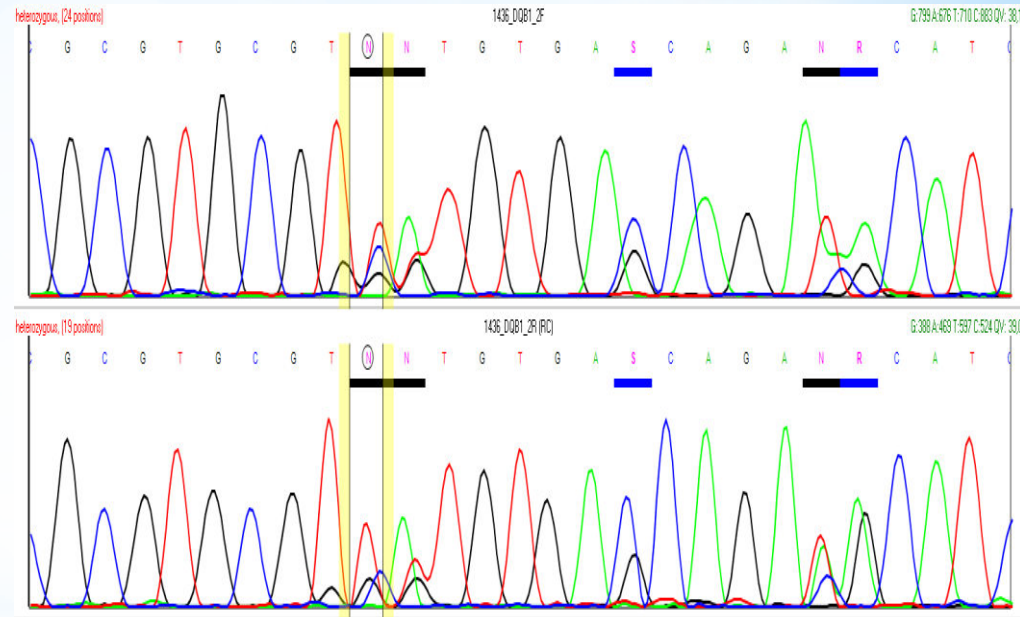 heterozygous, (24 positions) 1436_DQB1_2F G:799 A:676 T:710 C:883 QV: 38,
G C G T G C G T N N T G T G A S C A G A N R C A T
heterozygous, (19 positions) 1436_DQB1_2R (RC) G:388 A:469 T:597 C:524 QV: 39,
G C G T G C G T N N T G T G A S C A G A N R C A T